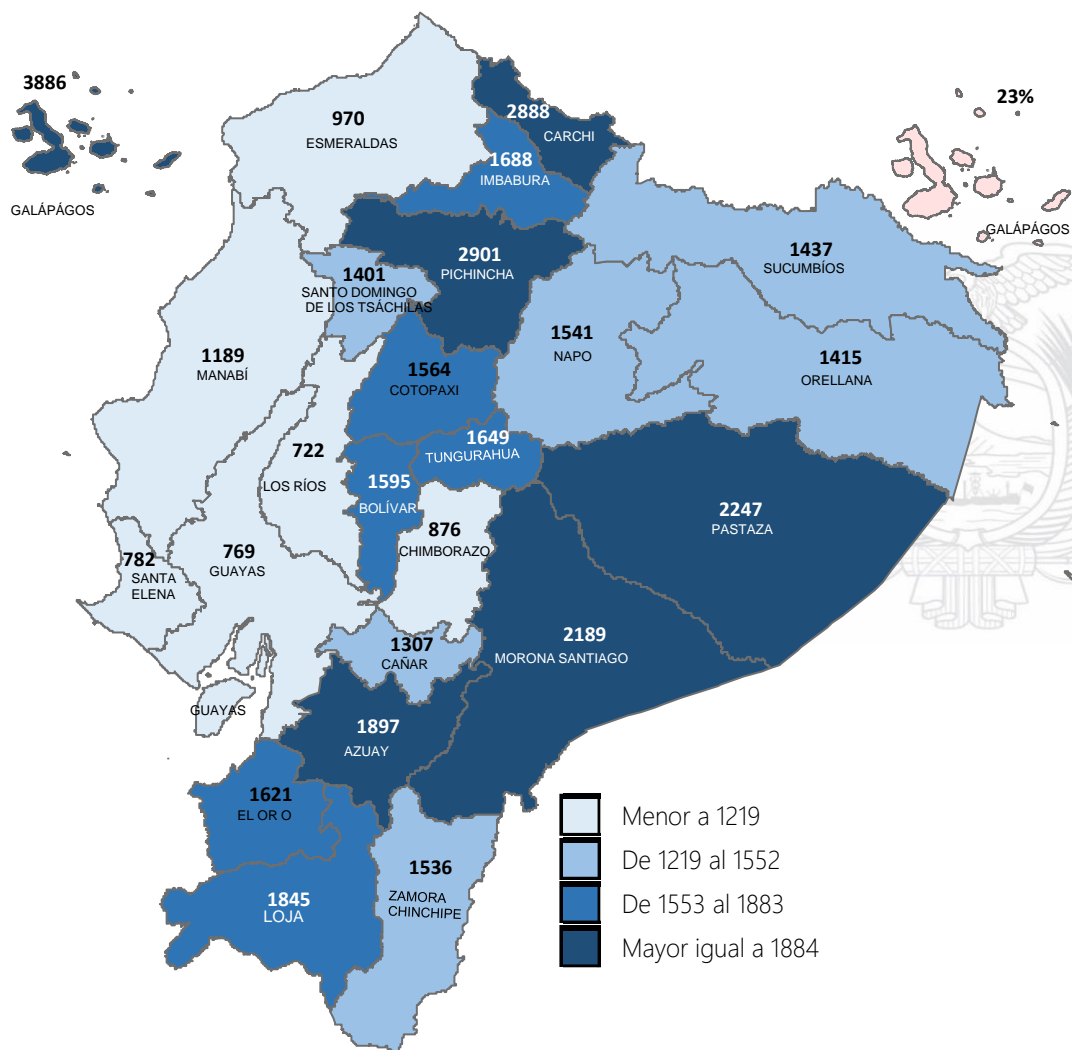 3886
GALÁPÁGOS
23%
GALÁPÁGOS
970
ESMERALDAS
2888
CARCHI
1688
IMBABURA
2901
PICHINCHA
1437
SUCUMBÍOS
1401
SANTO DOMINGO
DE LOS TSÁCHILAS
1541
NAPO
1415
ORELLANA
1189
MANABÍ
1564
COTOPAXI
1649
TUNGURAHUA
722
LOS RÍOS
1595
BOLÍVAR
2247
PASTAZA
876
CHIMBORAZO
782
SANTA
ELENA
769
GUAYAS
2189
MORONA SANTIAGO
1307
CAÑAR
GUAYAS
1897
AZUAY
1621
EL OR O
1536
ZAMORA
CHINCHIPE
1845
LOJA
Menor a 1219
De 1219 al 1552
De 1553 al 1883
Mayor igual a 1884